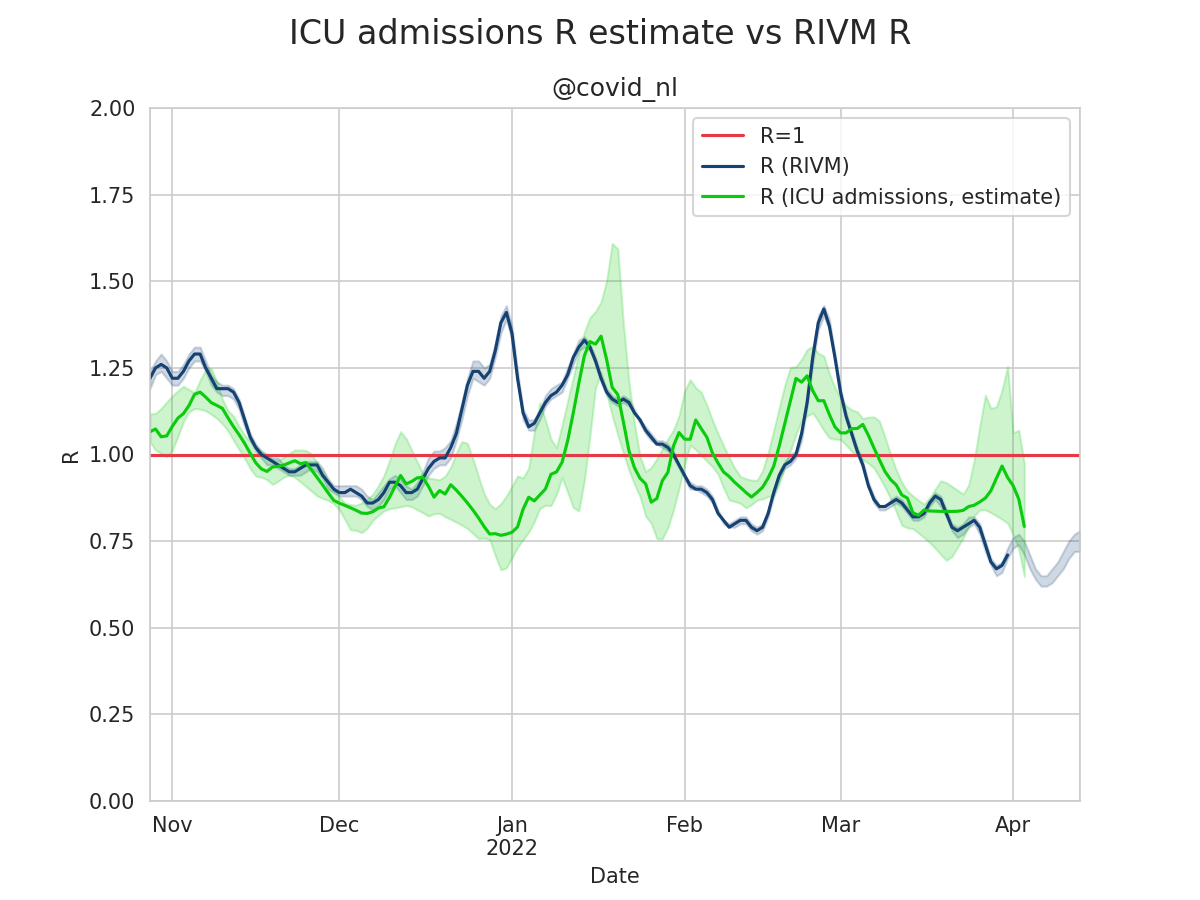 ICU admissions R estimate vs RIVM R
@covid_nl
R=1
R (RIVM)
R (ICU admissions, estimate)
2.00
1.75
1.50
1.25
1.00
0.75
0.50
0.25
0.00
R
Nov Dec Jan Feb Mar Apr
2022
Date